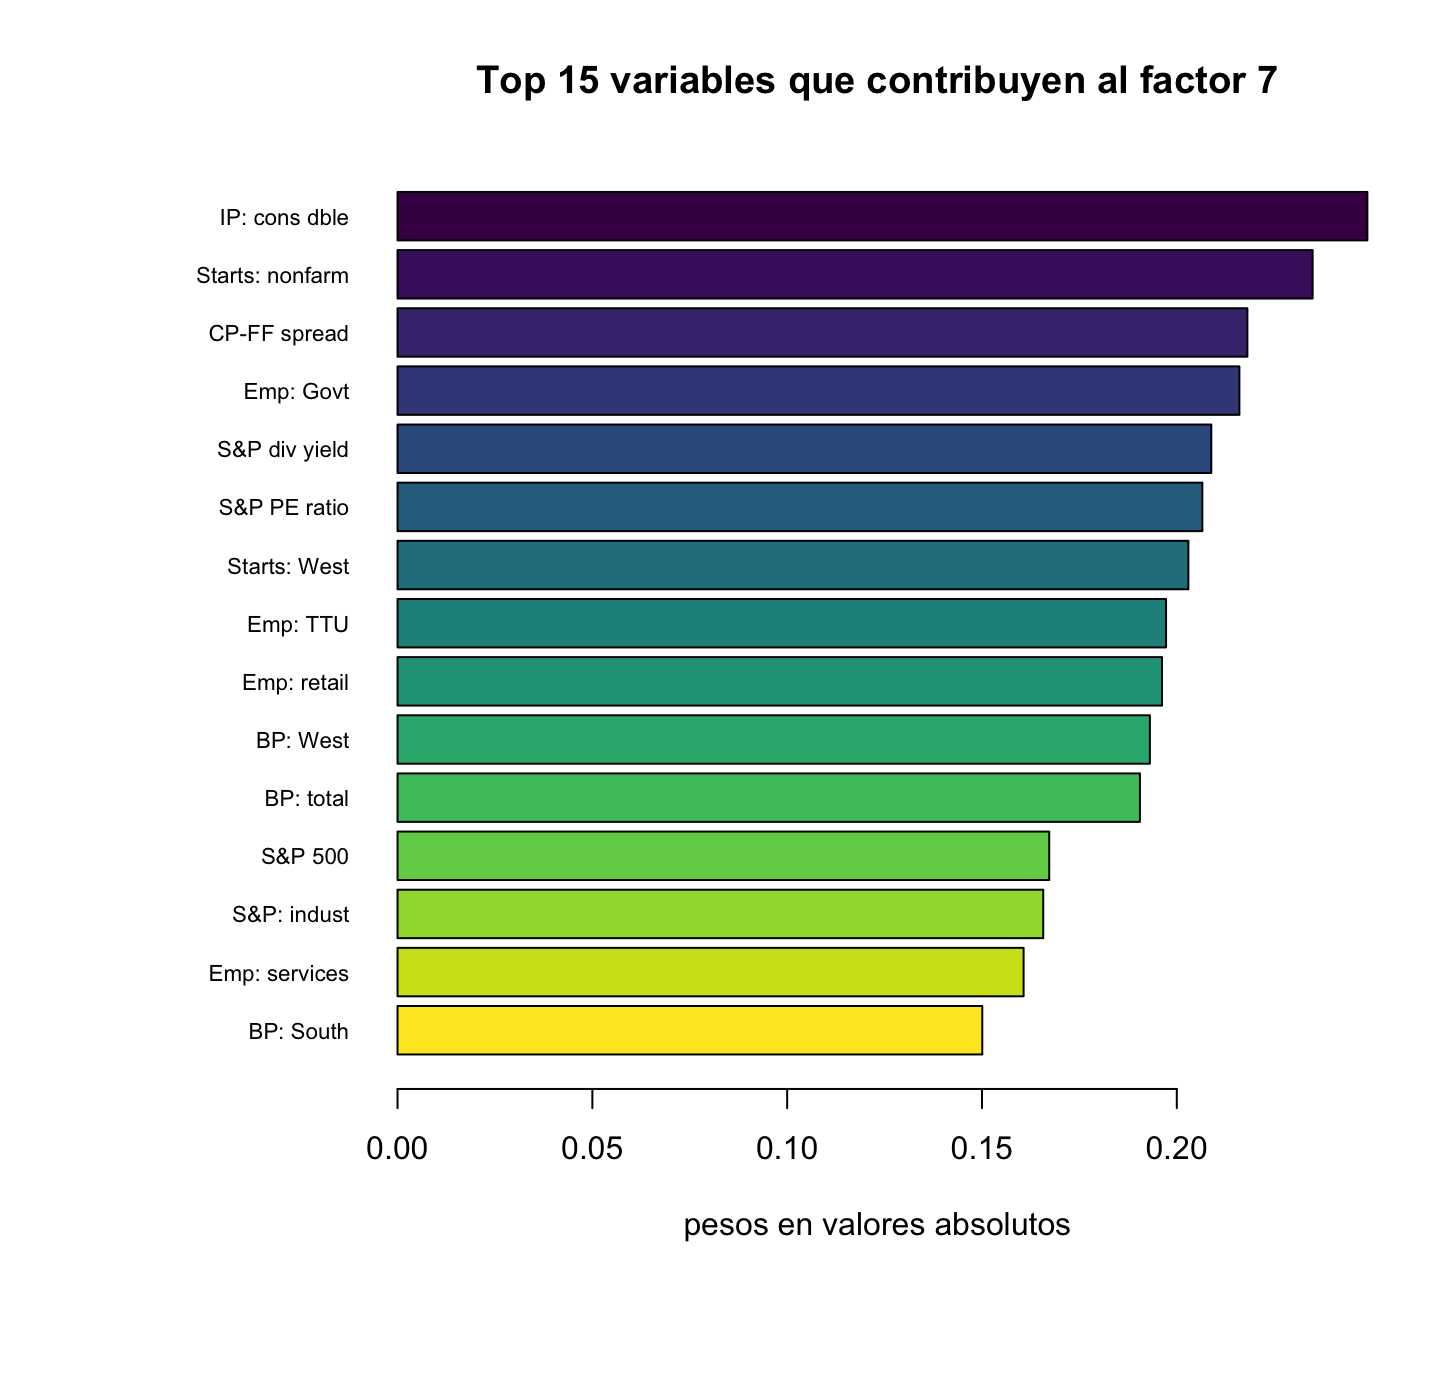 Top 15 variables que contribuyen al factor 7
IP: cons dble
Starts: nonfarm
CP-FF spread
Emp: Govt
S&P div yield
S&P PE ratio
Starts: West
Emp: TTU
Emp: retail
BP: West
BP: total
S&P 500
S&P: indust
Emp: services
BP: South
0.00 0.05 0.10 0.15 0.20
pesos en valores absolutos